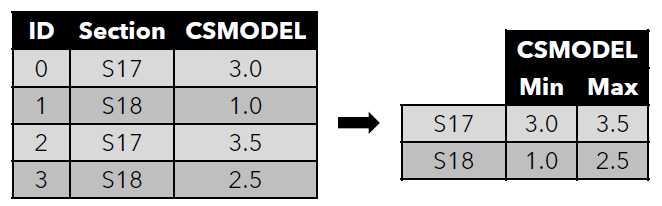 ID Section CSMODEL
0 S17 3.0
1 S18 1.0
2 S17 3.5
3 S18 2.5
CSMODEL
Min Max
S17 3.0 3.5
S18 1.0 2.5